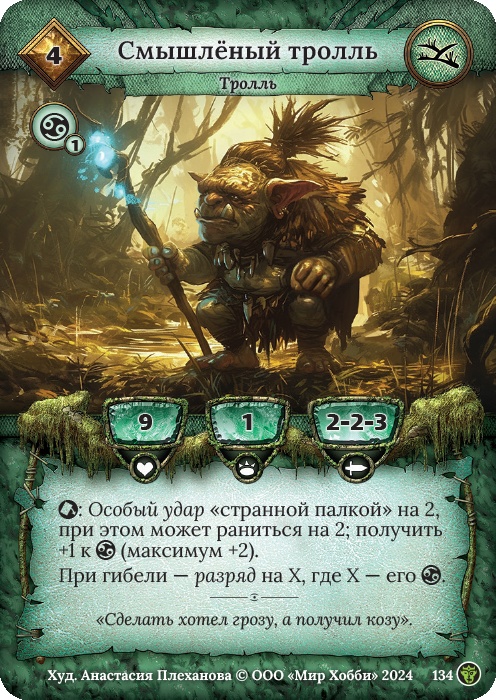 4
Смышлёный тролль
Тролль
1
9
1
2-2-3
: Особый удар «странной палкой» на 2,
при этом может раниться на 2; получить
+1 к (максимум +2).
При гибели — разряд на X, где X — его .
«Сделать хотел грозу, а получил козу».
Худ. Анастасия Плеханова © ООО «Мир Хобби» 2024
134